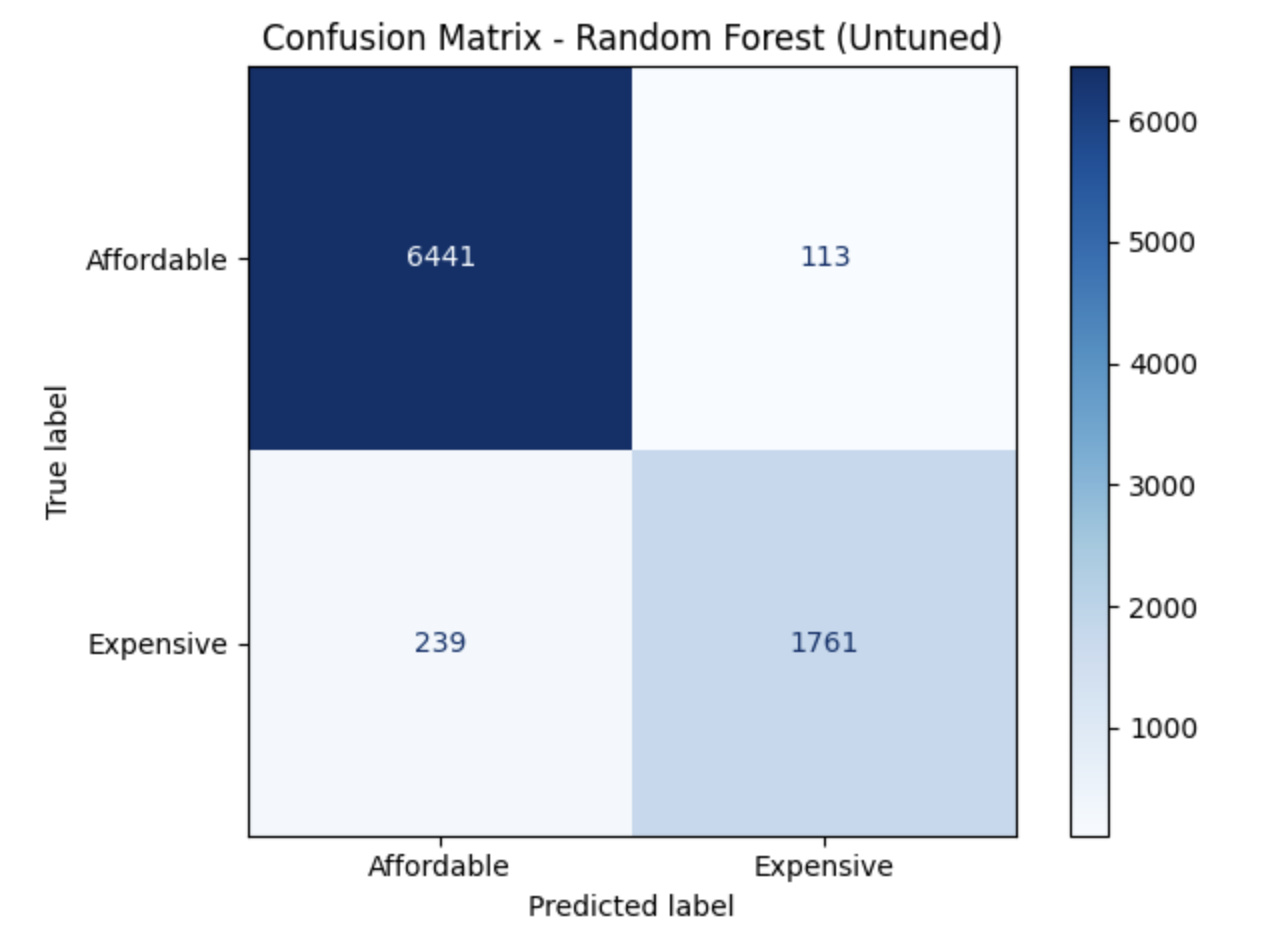 Confusion Matrix - Random Forest (Untuned)
6000
5000
4000
3000
2000
1000
True label
Affordable
6441
113
Expensive
239
1761
Affordable
Expensive
Predicted label